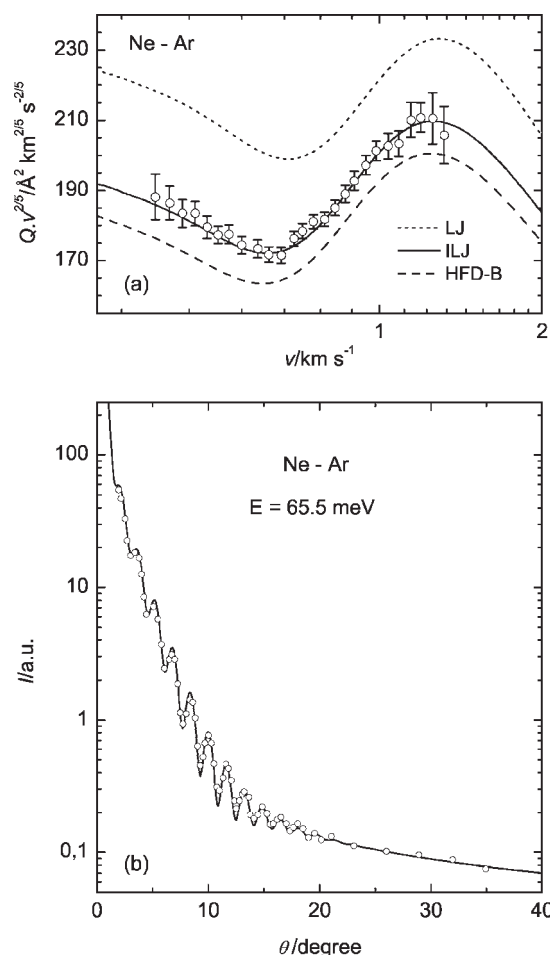 Ne - Ar
Q.v^{2/5}/Å² km^{2/5} s^{-2/5}
230
210
190
170
LJ
ILJ
HFD-B
(a)
1
2
v/km s⁻¹
Ne - Ar
E = 65.5 meV
I/a.u.
100
10
1
0,1
(b)
0
10
20
30
40
θ/degree